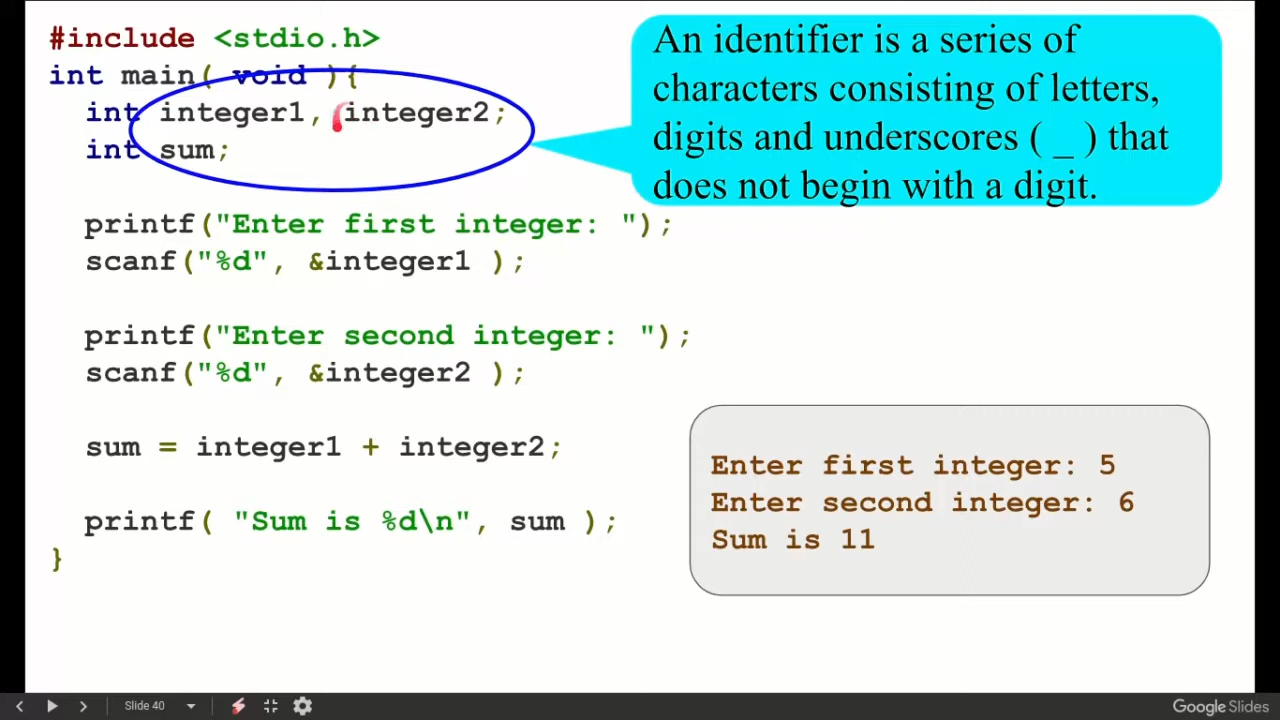 #include <stdio.h>
int main( void ){
int integer1, integer2;
int sum;
An identifier is a series of
characters consisting of letters,
digits and underscores ( _ ) that
does not begin with a digit.
printf("Enter first integer: ");
scanf("%d", &integer1 );
printf("Enter second integer: ");
scanf("%d", &integer2 );
sum = integer1 + integer2;
printf( "Sum is %d\n", sum );
}
Enter first integer: 5
Enter second integer: 6
Sum is 11
Slide 40
Google Slides